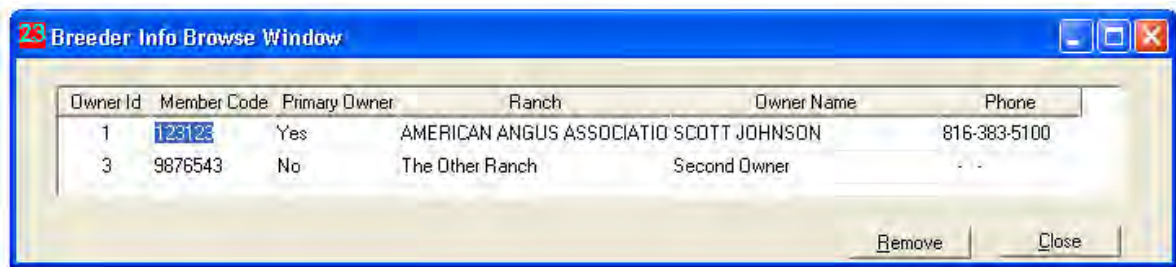 23 Breeder Info Browse Window
Owner Id Member Code Primary Owner Ranch Owner Name Phone
1 123123 Yes AMERICAN ANGUS ASSOCIATIO SCOTT JOHNSON 816-383-5100
3 9876543 No The Other Ranch Second Owner - -
Remove Close